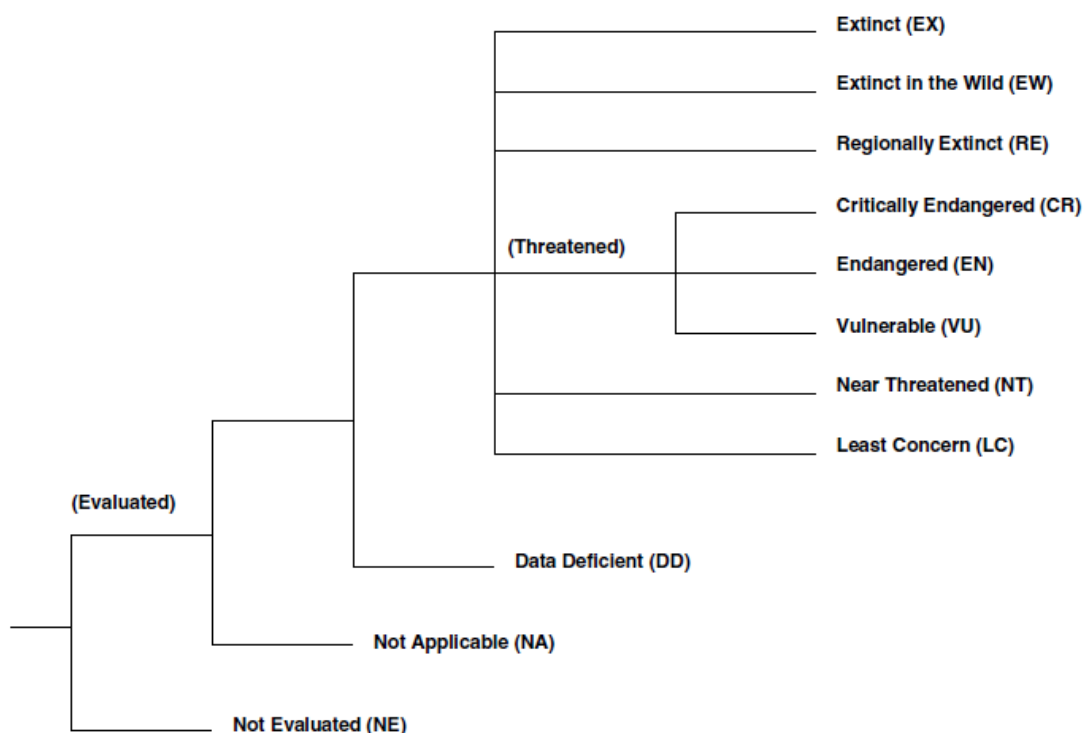 Extinct (EX)
Extinct in the Wild (EW)
Regionally Extinct (RE)
Critically Endangered (CR)
(Threatened)
Endangered (EN)
Vulnerable (VU)
Near Threatened (NT)
Least Concern (LC)
(Evaluated)
Data Deficient (DD)
Not Applicable (NA)
Not Evaluated (NE)